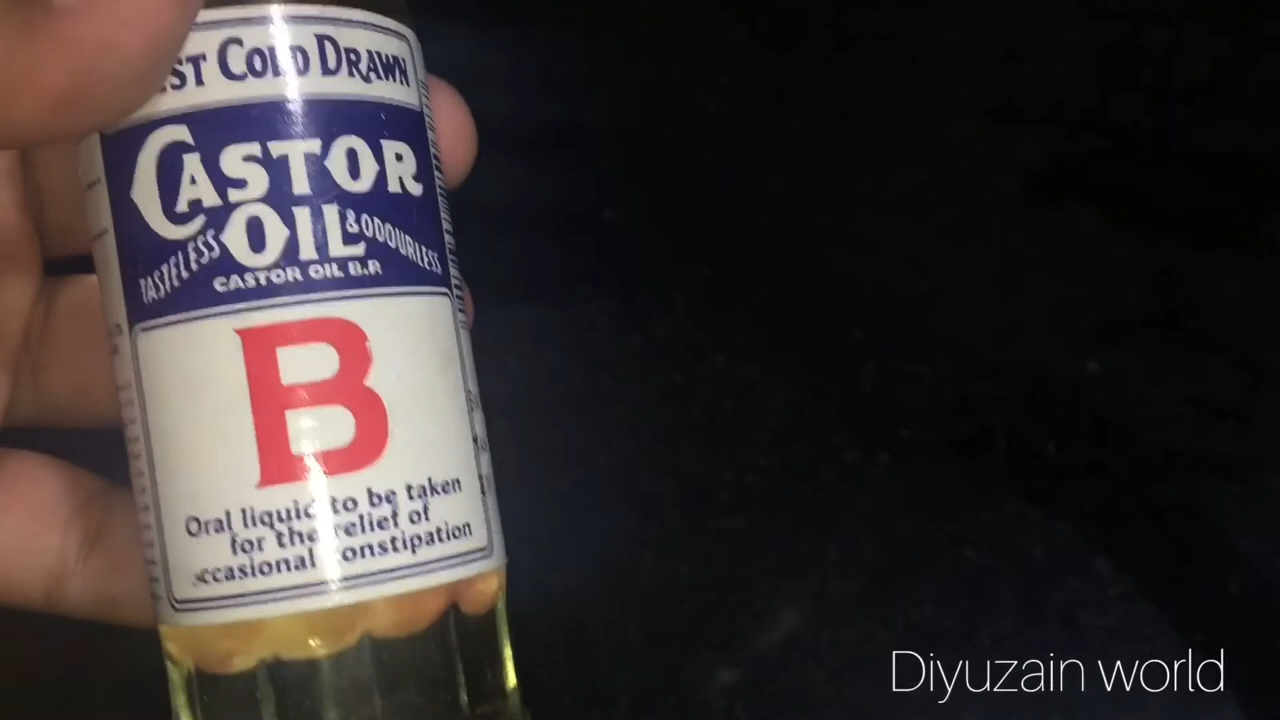 ST COLD DRAWN
CASTOR
TASTELESS OIL & ODOURLESS
CASTOR OIL B.P.
B
Oral liquid to be taken
for the relief of
occasional constipation
Diyuzain world